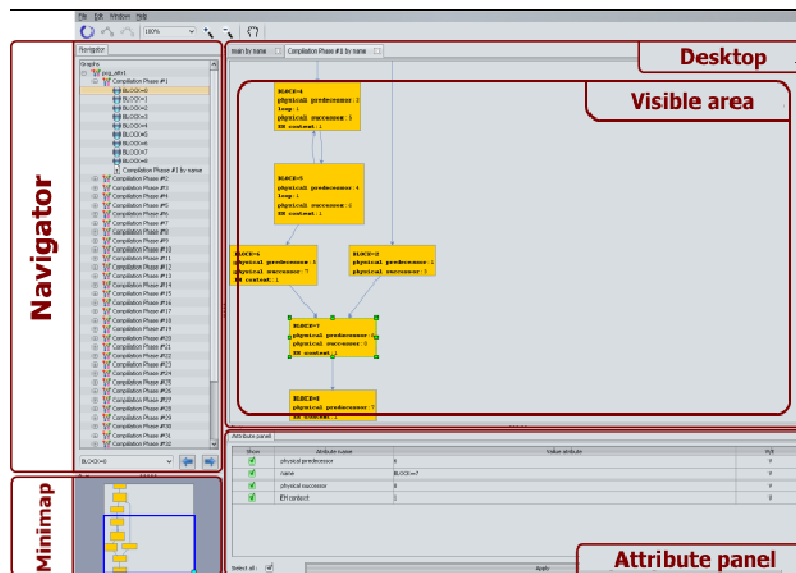 File Edit Window Help
100%
Navigator
main by name
Compilation Phase #1 by name
Desktop
Visible area
Graphs
prg_attr1
Compilation Phase #1
BLOCK=0
BLOCK=1
BLOCK=2
BLOCK=3
BLOCK=4
BLOCK=5
BLOCK=6
BLOCK=7
BLOCK=8
Compilation Phase #1 by name
Compilation Phase #2
Compilation Phase #3
Compilation Phase #4
Compilation Phase #5
Compilation Phase #6
Compilation Phase #7
Compilation Phase #8
Compilation Phase #9
Compilation Phase #10
Compilation Phase #11
Compilation Phase #12
Compilation Phase #13
Compilation Phase #14
Compilation Phase #15
Compilation Phase #16
Compilation Phase #17
Compilation Phase #18
Compilation Phase #19
Compilation Phase #20
Compilation Phase #21
Compilation Phase #22
Compilation Phase #23
Compilation Phase #24
Compilation Phase #25
Compilation Phase #26
Compilation Phase #27
Compilation Phase #28
Compilation Phase #29
Compilation Phase #30
Compilation Phase #31
Compilation Phase #32
BLOCK=0
Navigator
BLOCK=4
physical predecessor:3
loop:1
physical successor:5
EH context:1
BLOCK=5
physical predecessor:4
loop:1
physical successor:6
EH context:1
BLOCK=6
physical predecessor:5
physical successor:7
EH context:1
physical predecessor:1
physical successor:3
BLOCK=7
physical predecessor:6
physical successor:8
EH context:1
BLOCK=8
physical predecessor:7
EH context:1
Minimap
Attribute panel
Show
Attribute name
Value attribute
physical predecessor
6
name
BLOCK=7
physical successor
8
EH context
1
Select all:
Apply
Attribute panel